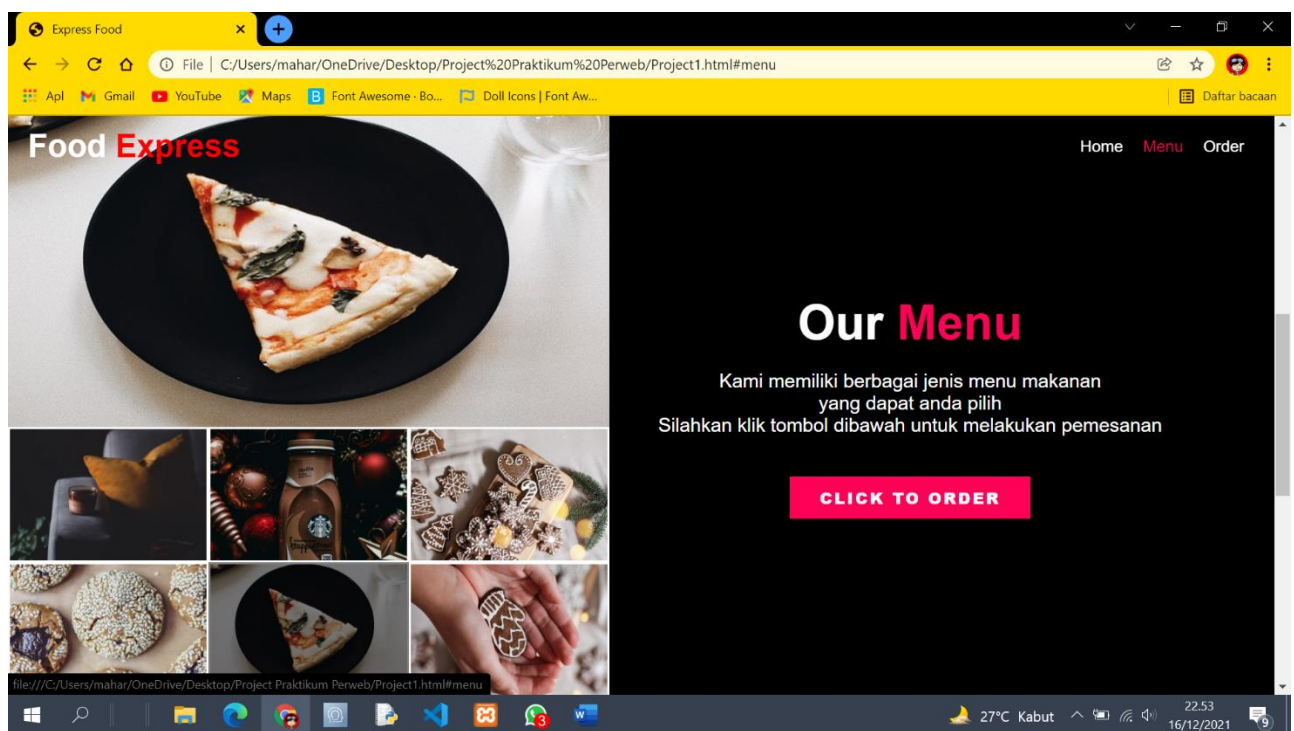 Express Food
File | C:/Users/mahar/OneDrive/Desktop/Project%20Praktikum%20Perweb/Project1.html#menu
Apl Gmail YouTube Maps Font Awesome · Bo... Doll Icons | Font Aw... Daftar bacaan
Food Express
Home Menu Order
Our Menu
Kami memiliki berbagai jenis menu makanan
yang dapat anda pilih
Silahkan klik tombol dibawah untuk melakukan pemesanan
CLICK TO ORDER
file:///C:/Users/mahar/OneDrive/Desktop/Project Praktikum Perweb/Project1.html#menu
27°C Kabut
22.53
16/12/2021